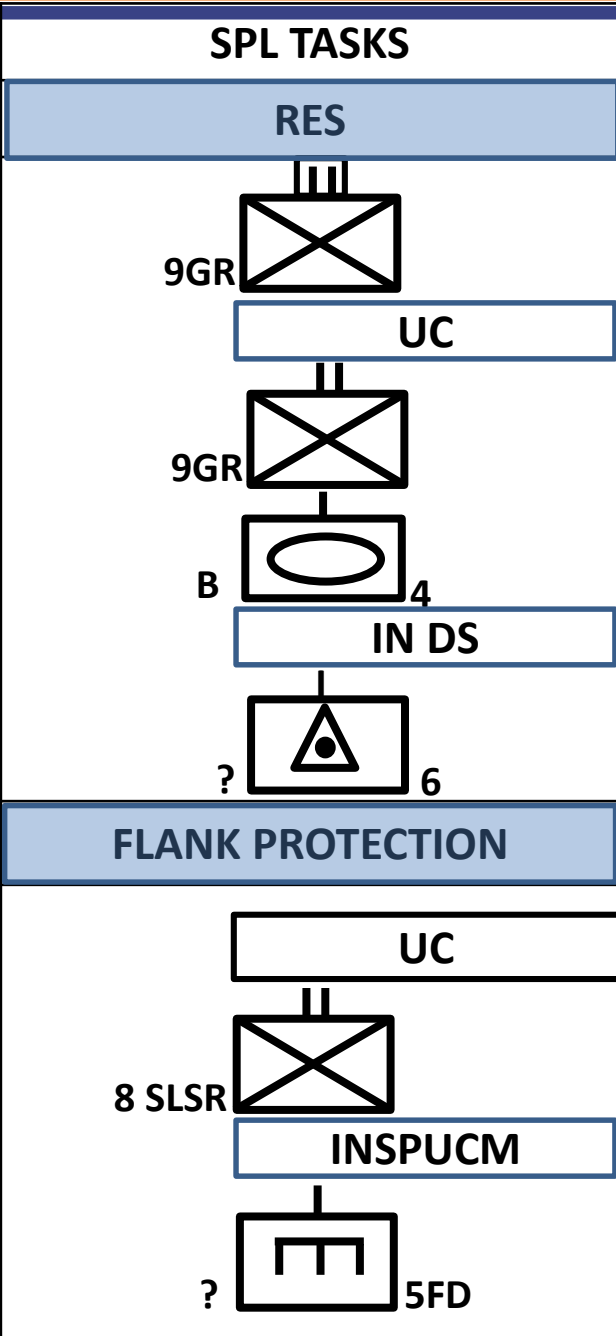 SPL TASKS
RES
9GR
UC
9GR
B 4
IN DS
? 6
FLANK PROTECTION
UC
8 SLSR
INSPUCM
? 5FD